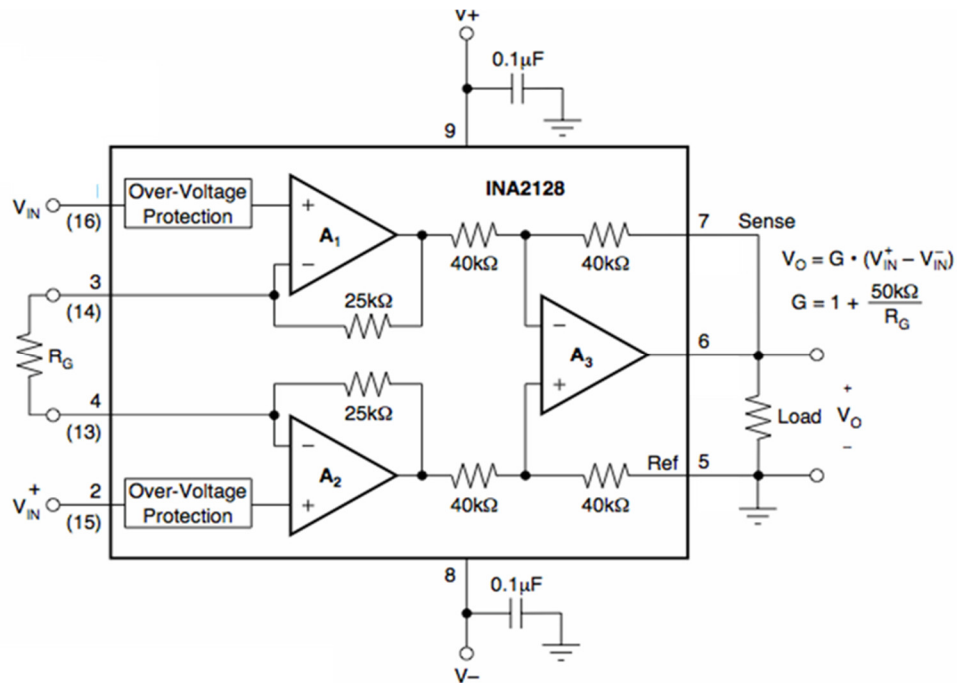 V+
0.1µF
9
INA2128
V_IN
(16)
Over-Voltage
Protection
+
A1
−
40kΩ
40kΩ
7
Sense
V_O = G • (V_IN^+ − V_IN^−)
G = 1 + 50kΩ / R_G
3
(14)
25kΩ
R_G
−
A3
+
6
4
(13)
25kΩ
+
Load
V_O
−
−
A2
+
40kΩ
40kΩ
Ref
5
V_IN^+
2
(15)
Over-Voltage
Protection
8
0.1µF
V−